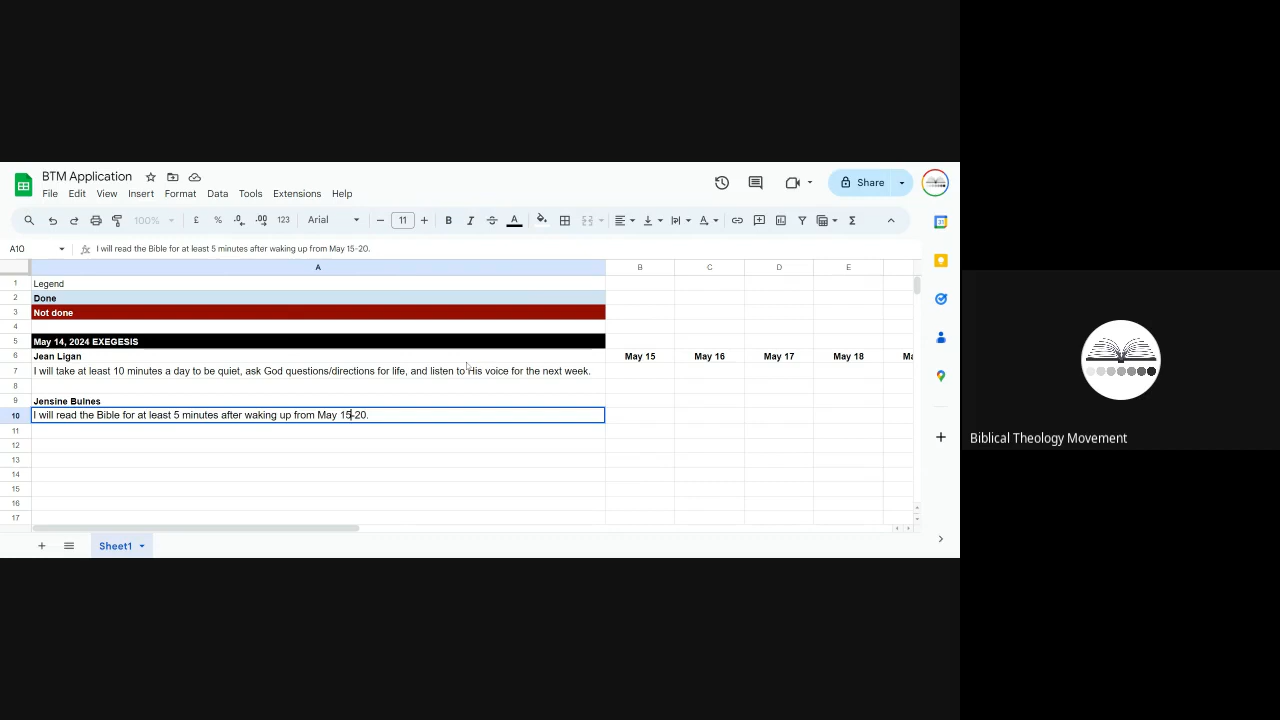 BTM Application
File Edit View Insert Format Data Tools Extensions Help
Share
100% £ % .0 .00 123 Arial 11 B I S A Σ
A10 fx I will read the Bible for at least 5 minutes after waking up from May 15-20.
A B C D E
1 Legend
2 Done
3 Not done
4
5 May 14, 2024 EXEGESIS
6 Jean Ligan May 15 May 16 May 17 May 18 Ma
7 I will take at least 10 minutes a day to be quiet, ask God questions/directions for life, and listen to His voice for the next week.
8
9 Jensine Bulnes
10 I will read the Bible for at least 5 minutes after waking up from May 15-20.
11
12
13
14
15
16
17
Sheet1
Biblical Theology Movement